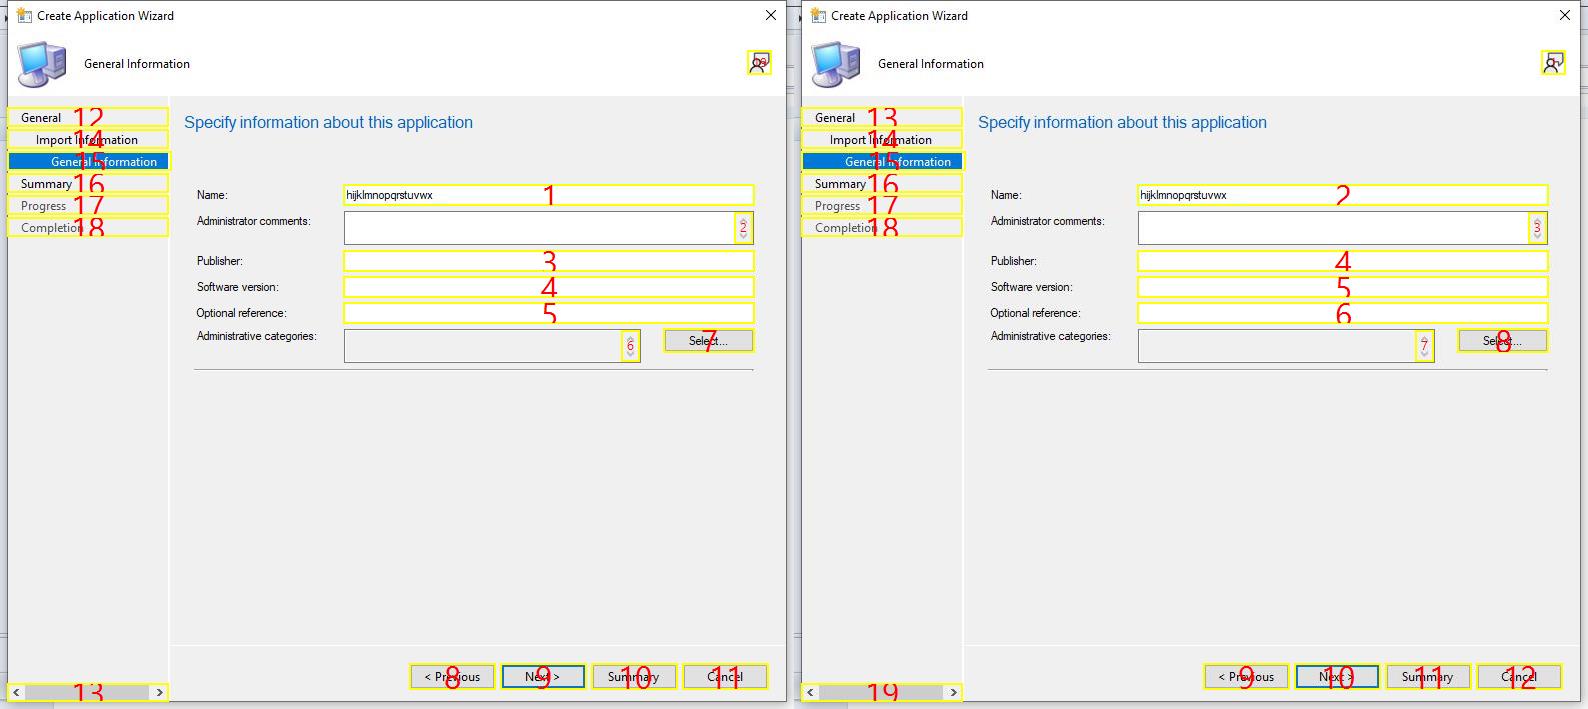 Create Application Wizard
General Information
19
General 12
Import Information 14
General Information 15
Summary 16
Progress 17
Completion 18
13
Specify information about this application
Name: hijklmnopqrstuvwx 1
Administrator comments: 2
Publisher: 3
Software version: 4
Optional reference: 5
Administrative categories: 6
Select... 7
< Previous 8
Next > 9
Summary 10
Cancel 11
Create Application Wizard
General Information
1
General 13
Import Information 14
General Information 15
Summary 16
Progress 17
Completion 18
19
Specify information about this application
Name: hijklmnopqrstuvwx 2
Administrator comments: 3
Publisher: 4
Software version: 5
Optional reference: 6
Administrative categories: 7
Select... 8
< Previous 9
Next > 10
Summary 11
Cancel 12